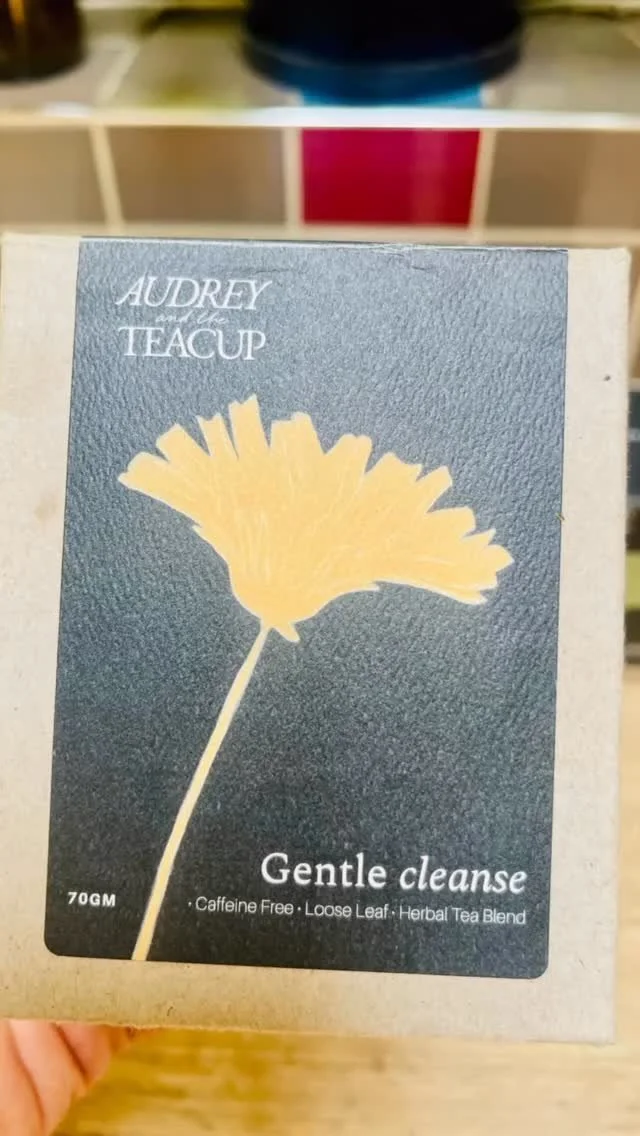 AUDREY
and the
TEACUP
Gentle cleanse
70GM
· Caffeine Free · Loose Leaf · Herbal Tea Blend